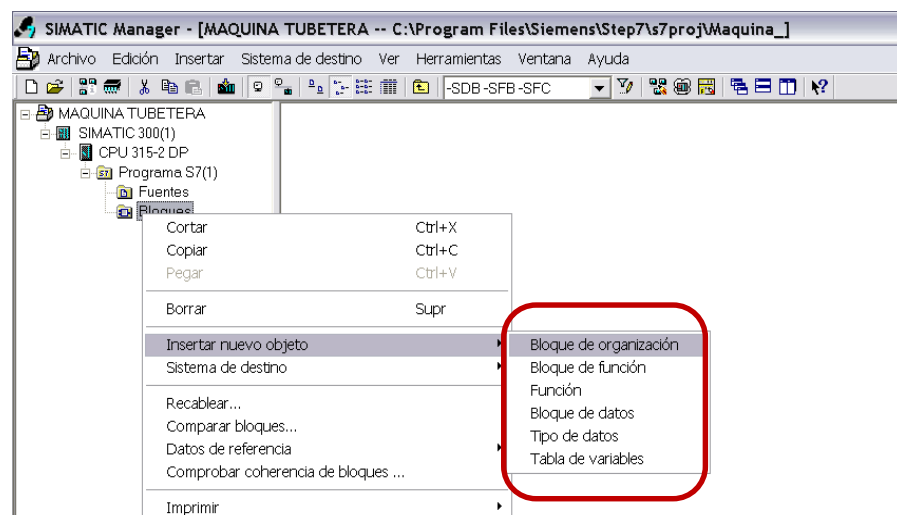 SIMATIC Manager - [MAQUINA TUBETERA -- C:\Program Files\Siemens\Step7\s7proj\Maquina_]
Archivo Edición Insertar Sistema de destino Ver Herramientas Ventana Ayuda
-SDB -SFB -SFC
MAQUINA TUBETERA
SIMATIC 300(1)
CPU 315-2 DP
Programa S7(1)
Fuentes
Bloques
Cortar Ctrl+X
Copiar Ctrl+C
Pegar Ctrl+V
Borrar Supr
Insertar nuevo objeto
Sistema de destino
Recablear...
Comparar bloques...
Datos de referencia
Comprobar coherencia de bloques ...
Imprimir
Bloque de organización
Bloque de función
Función
Bloque de datos
Tipo de datos
Tabla de variables